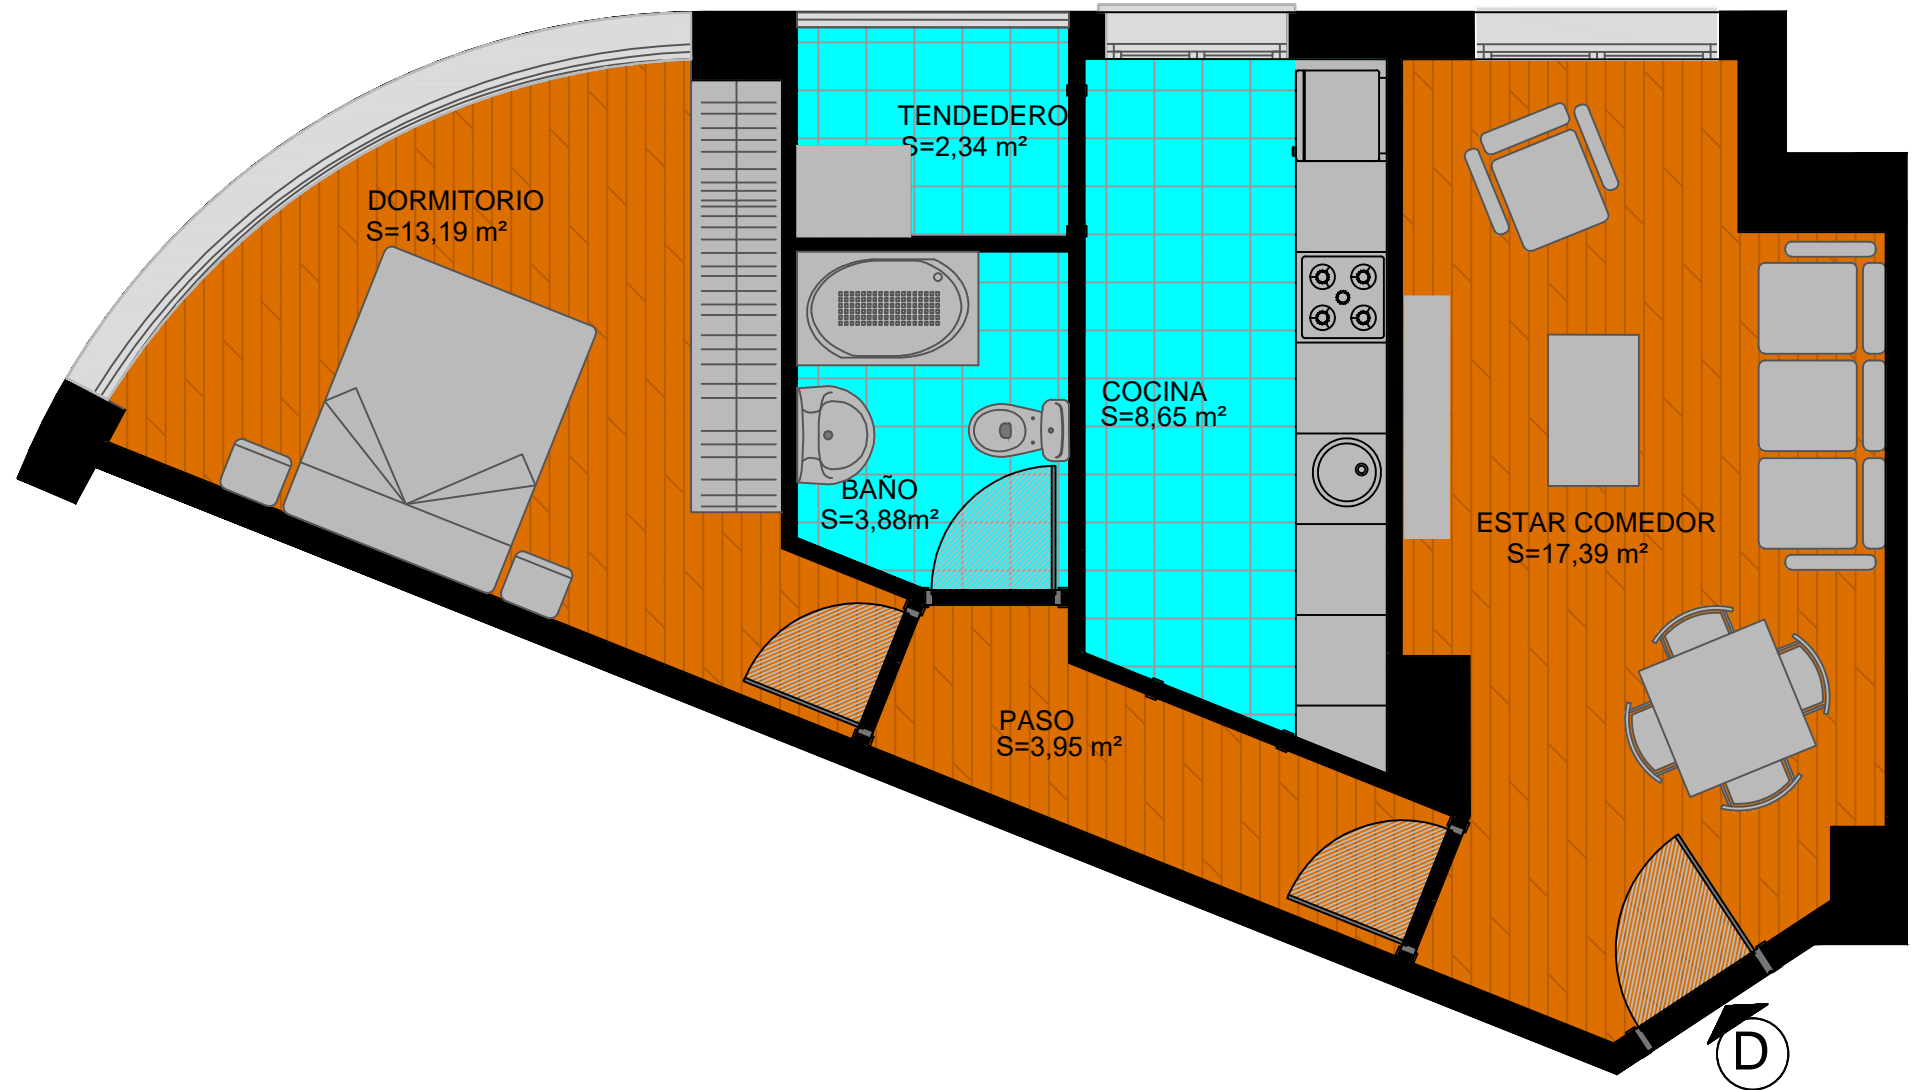 TENDEDERO
S=2,34 m²
DORMITORIO
S=13,19 m²
COCINA
S=8,65 m²
BAÑO
S=3,88m²
ESTAR COMEDOR
S=17,39 m²
PASO
S=3,95 m²
D